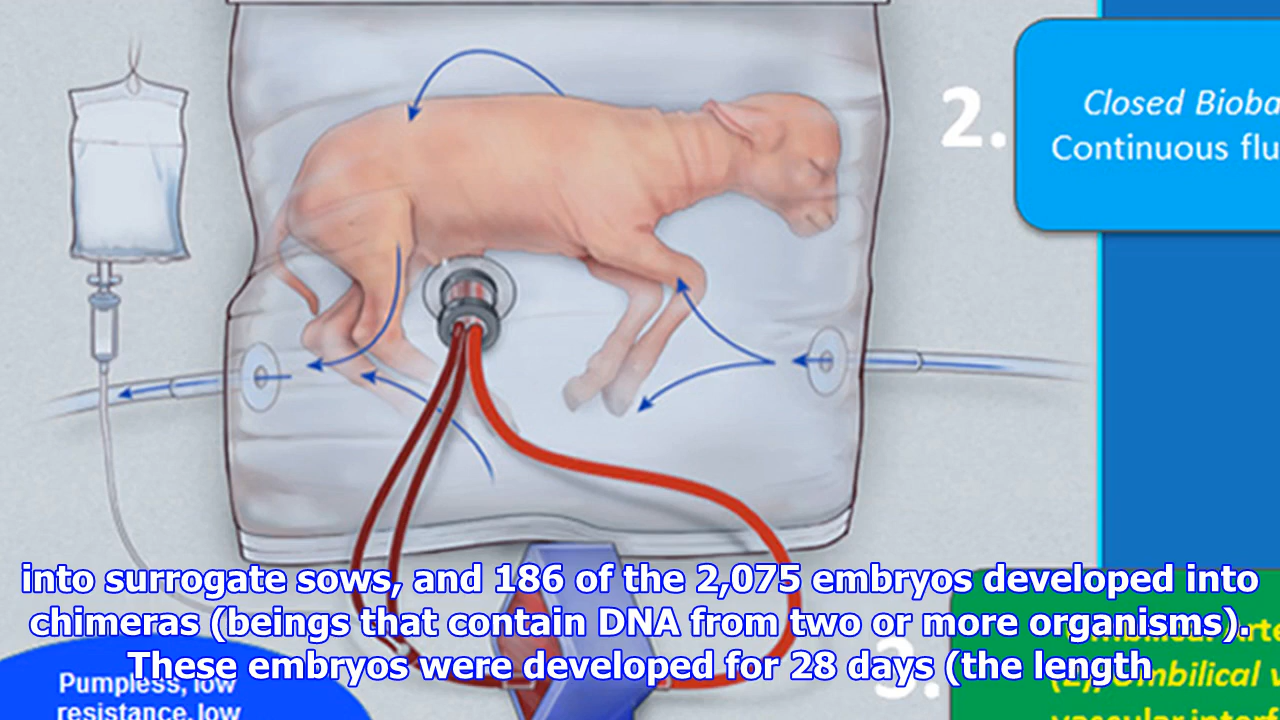 2.
Closed Bioba
Continuous flu
into surrogate sows, and 186 of the 2,075 embryos developed into
chimeras (beings that contain DNA from two or more organisms).
These embryos were developed for 28 days (the length
3.
Pumpless, low
resistance, low